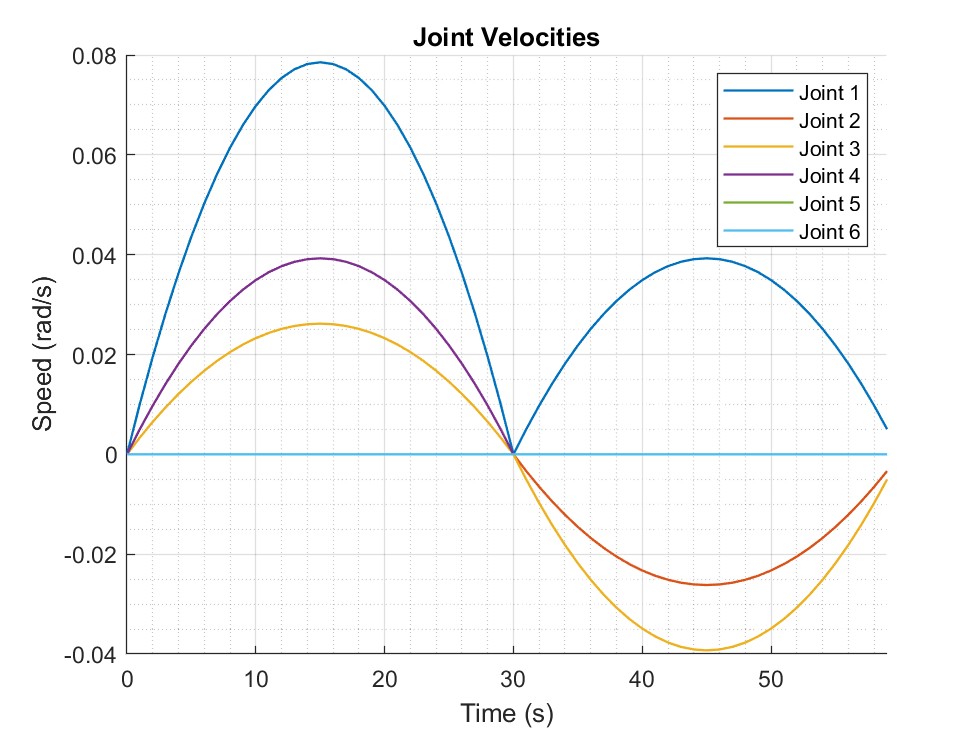 Joint Velocities
0.08
0.06
0.04
0.02
0
-0.02
-0.04
Speed (rad/s)
Joint 1
Joint 2
Joint 3
Joint 4
Joint 5
Joint 6
0 10 20 30 40 50
Time (s)